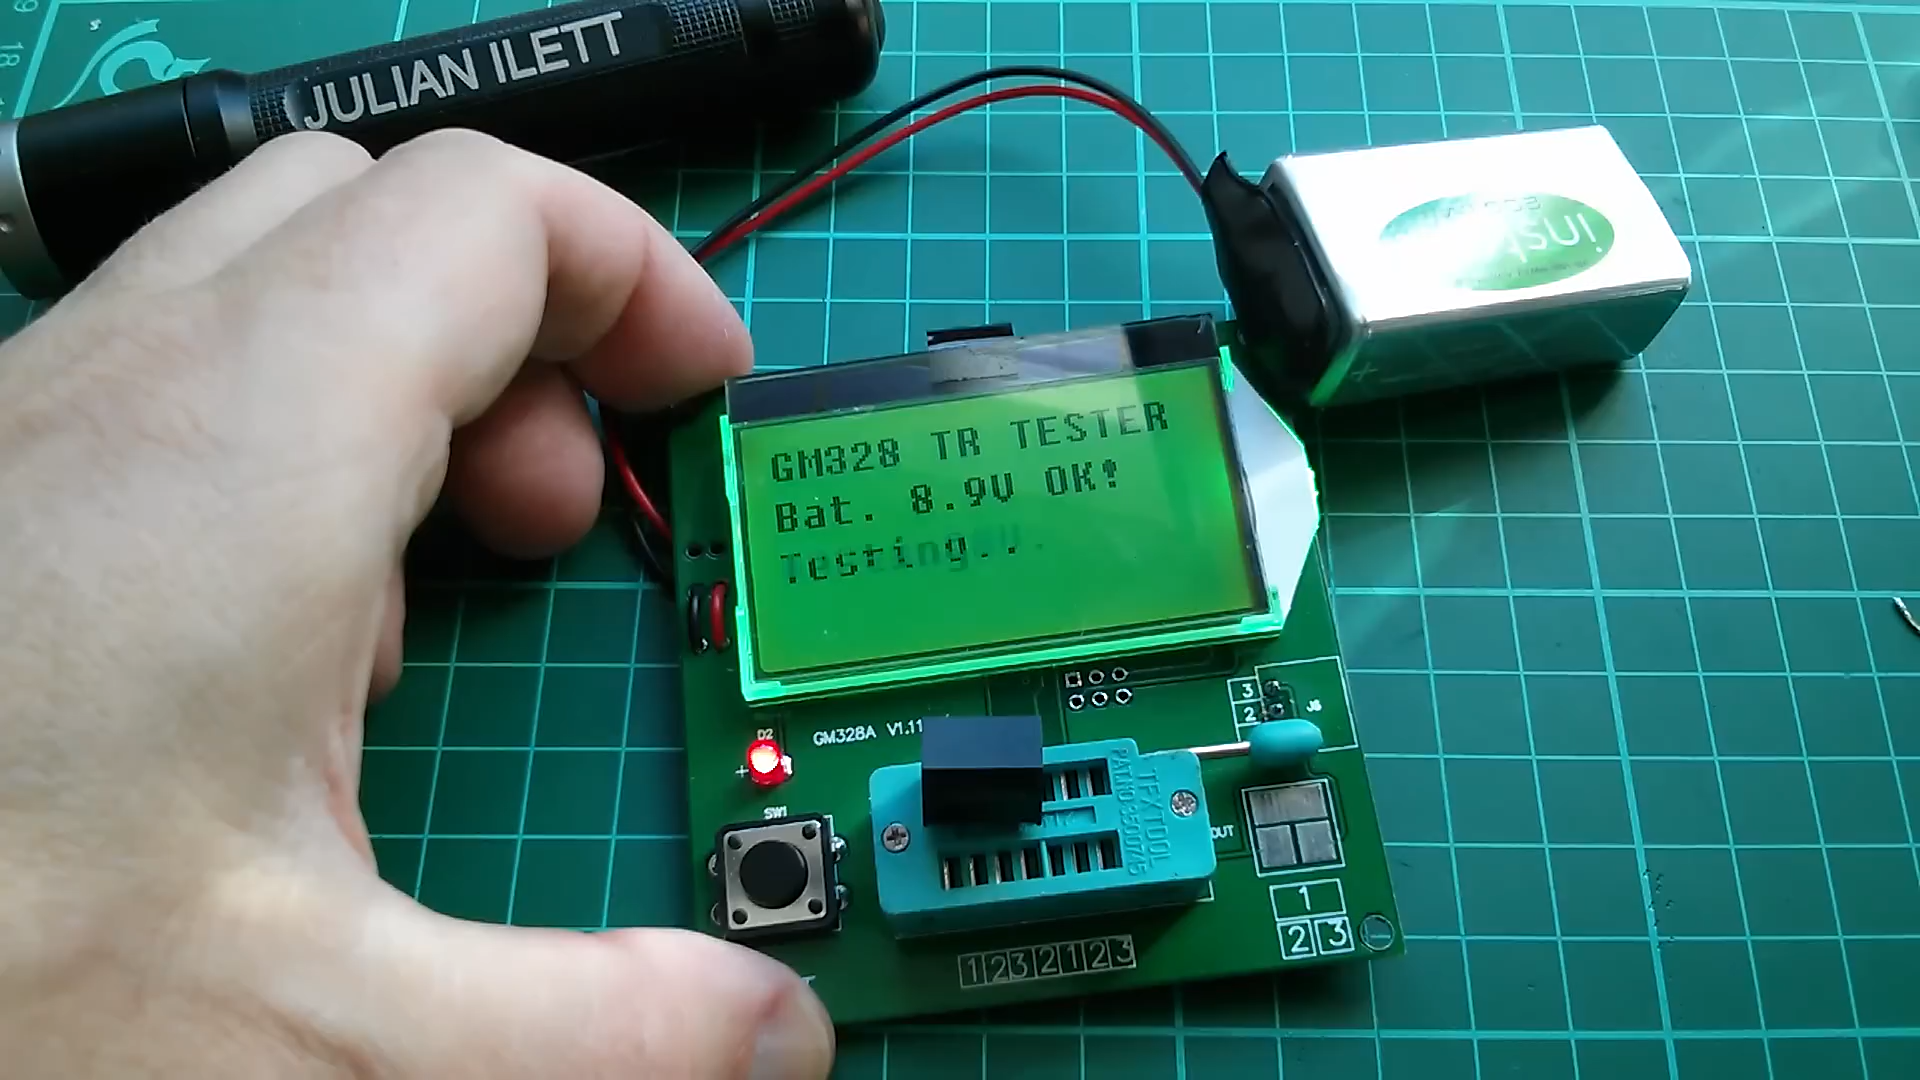 18
JULIAN ILETT
GM328 TR TESTER
Bat. 8.9V OK!
Testing...
D2
GM328A V1.11
+
SW1
3
2
J6
TEXTOOL
OUT
1
2 3
1 2 3 2 1 2 3